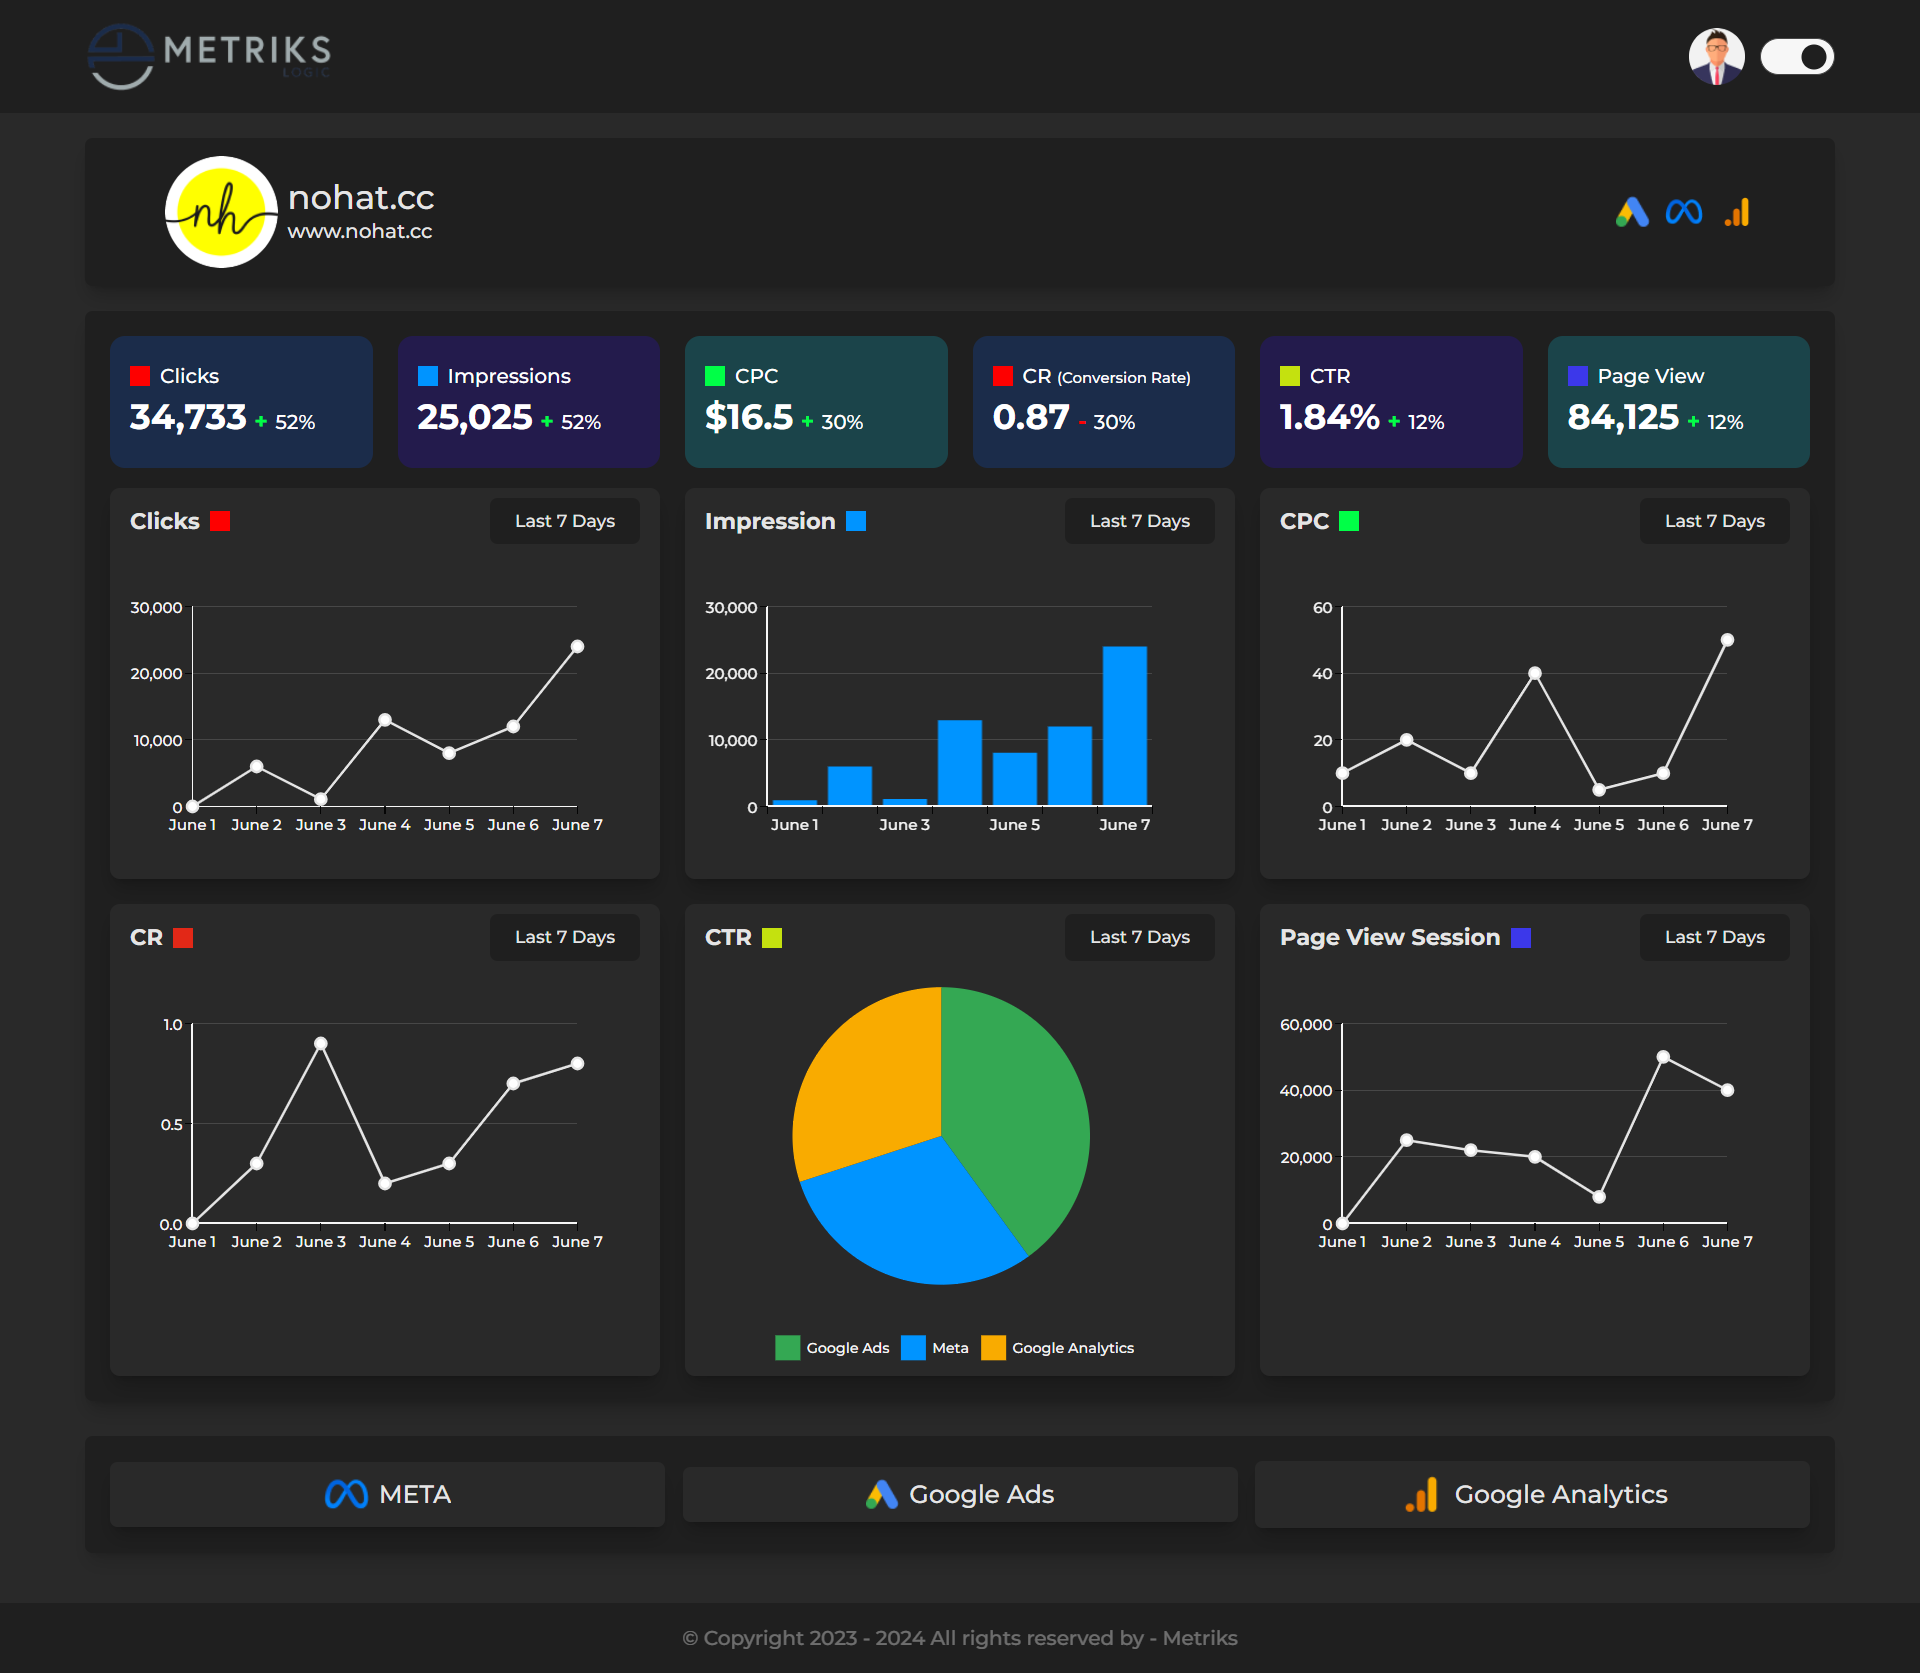 METRIKS
LOGIC
nh
nohat.cc
www.nohat.cc
Clicks
34,733 + 52%
Impressions
25,025 + 52%
CPC
$16.5 + 30%
CR (Conversion Rate)
0.87 - 30%
CTR
1.84% + 12%
Page View
84,125 + 12%
Clicks
Last 7 Days
30,000
20,000
10,000
0
June 1 June 2 June 3 June 4 June 5 June 6 June 7
Impression
Last 7 Days
30,000
20,000
10,000
0
June 1 June 3 June 5 June 7
CPC
Last 7 Days
60
40
20
0
June 1 June 2 June 3 June 4 June 5 June 6 June 7
CR
Last 7 Days
1.0
0.5
0.0
June 1 June 2 June 3 June 4 June 5 June 6 June 7
CTR
Last 7 Days
Google Ads Meta Google Analytics
Page View Session
Last 7 Days
60,000
40,000
20,000
0
June 1 June 2 June 3 June 4 June 5 June 6 June 7
META
Google Ads
Google Analytics
© Copyright 2023 - 2024 All rights reserved by - Metriks